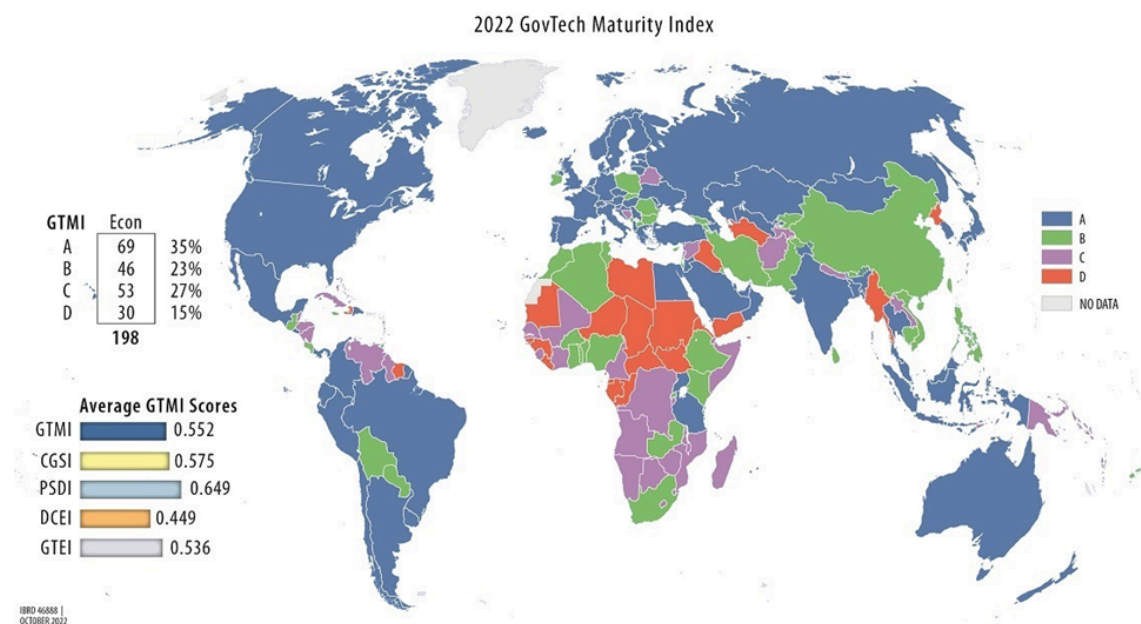 2022 GovTech Maturity Index
GTMI Econ
A 69 35%
B 46 23%
C 53 27%
D 30 15%
198
A
B
C
D
NO DATA
Average GTMI Scores
GTMI 0.552
CGSI 0.575
PSDI 0.649
DCEI 0.449
GTEI 0.536
IBRD 46888 |
OCTOBER 2022